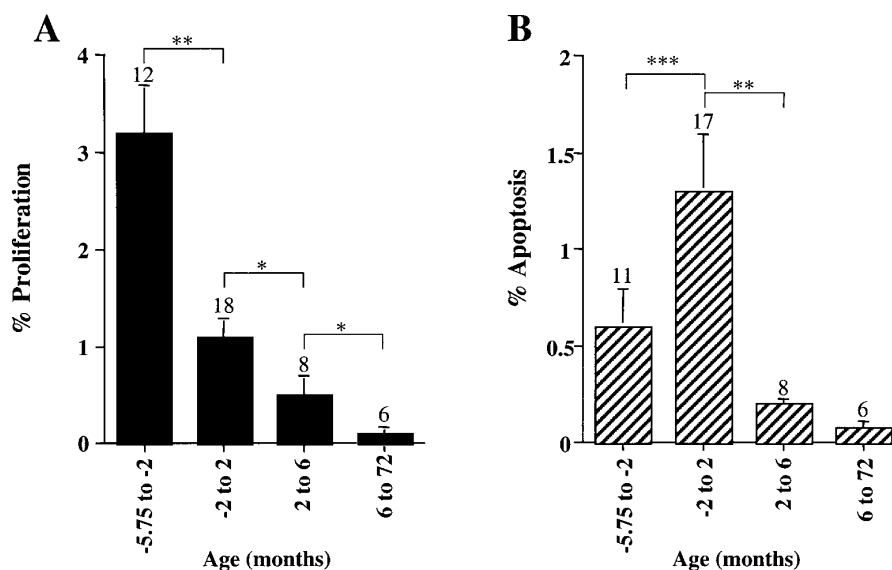 A
% Proliferation
4
3
2
1
0
**
*
*
12
18
8
6
-5.75 to -2
-2 to 2
2 to 6
6 to 72
Age (months)
B
% Apoptosis
2
1.5
1
0.5
0
***
**
11
17
8
6
-5.75 to -2
-2 to 2
2 to 6
6 to 72
Age (months)